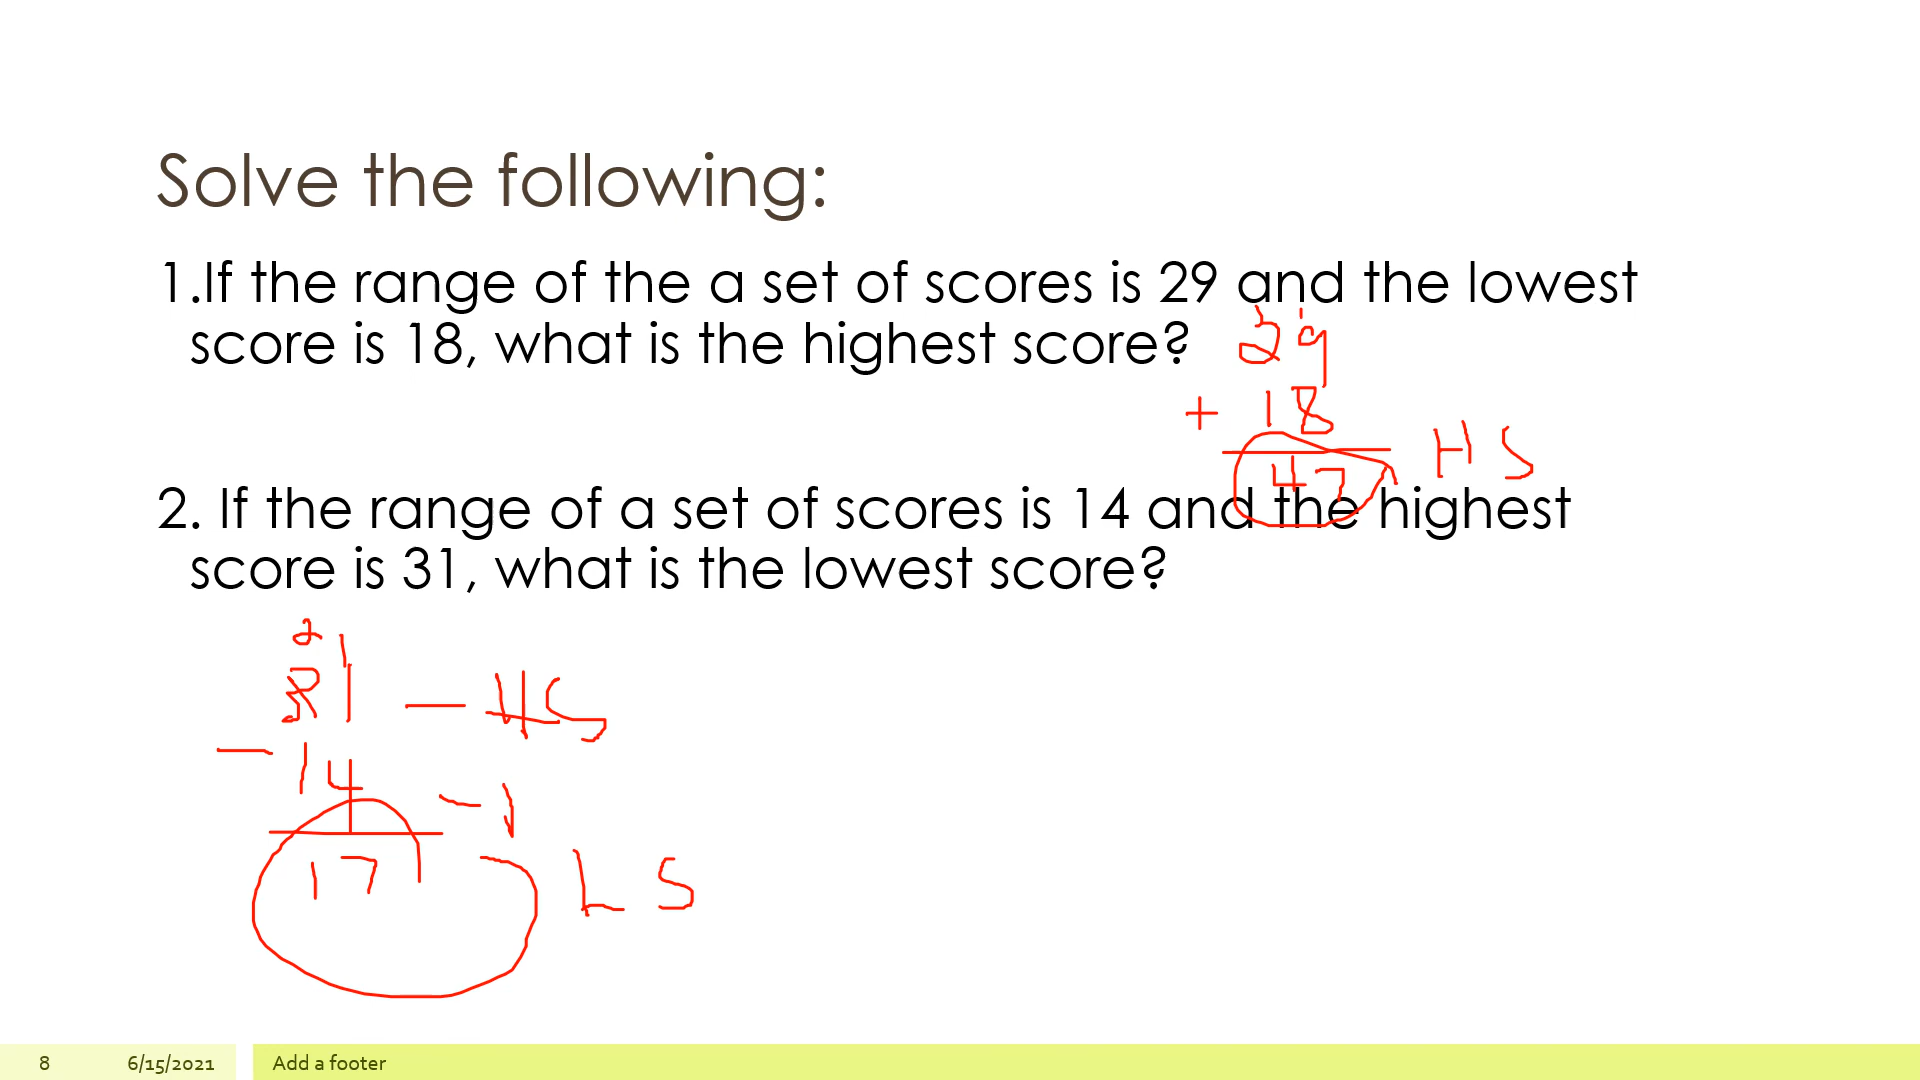 Solve the following:
1.If the range of the a set of scores is 29 and the lowest
score is 18, what is the highest score?
29
+ 18
47
H S
2. If the range of a set of scores is 14 and the highest
score is 31, what is the lowest score?
2 1
31 — HS
- 14
17
L S
8
6/15/2021
Add a footer